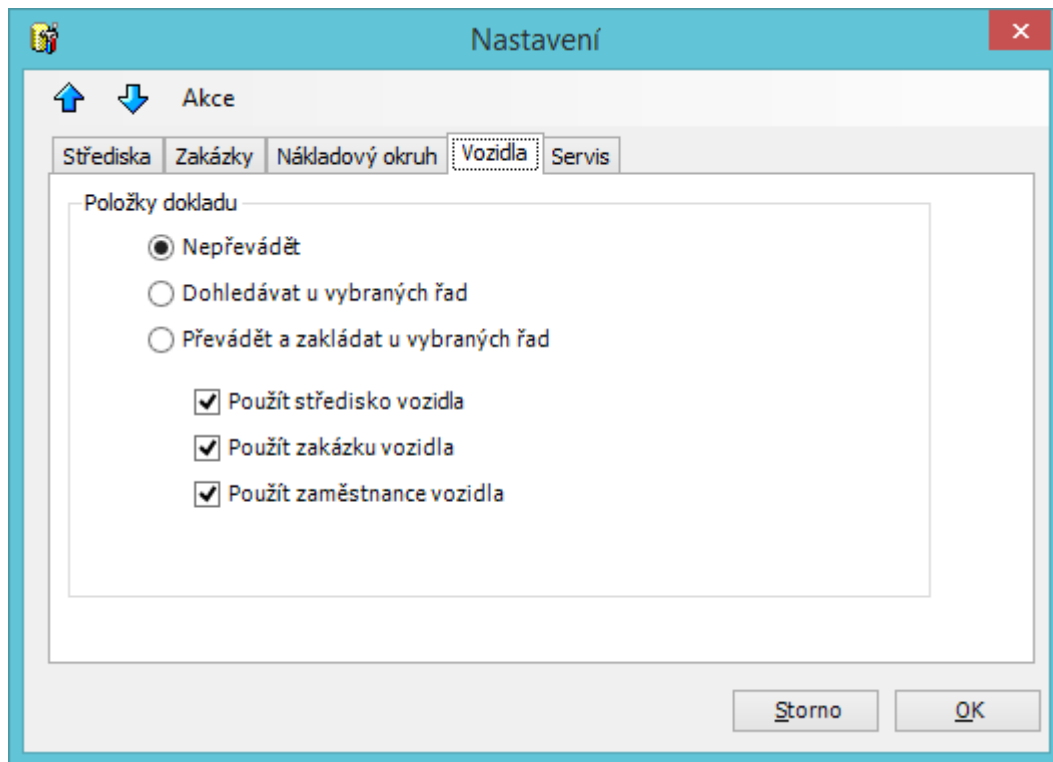 Nastavení
Akce
Střediska Zakázky Nákladový okruh Vozidla Servis
Položky dokladu
Nepřevádět
Dohledávat u vybraných řad
Převádět a zakládat u vybraných řad
Použít středisko vozidla
Použít zakázku vozidla
Použít zaměstnance vozidla
Storno OK